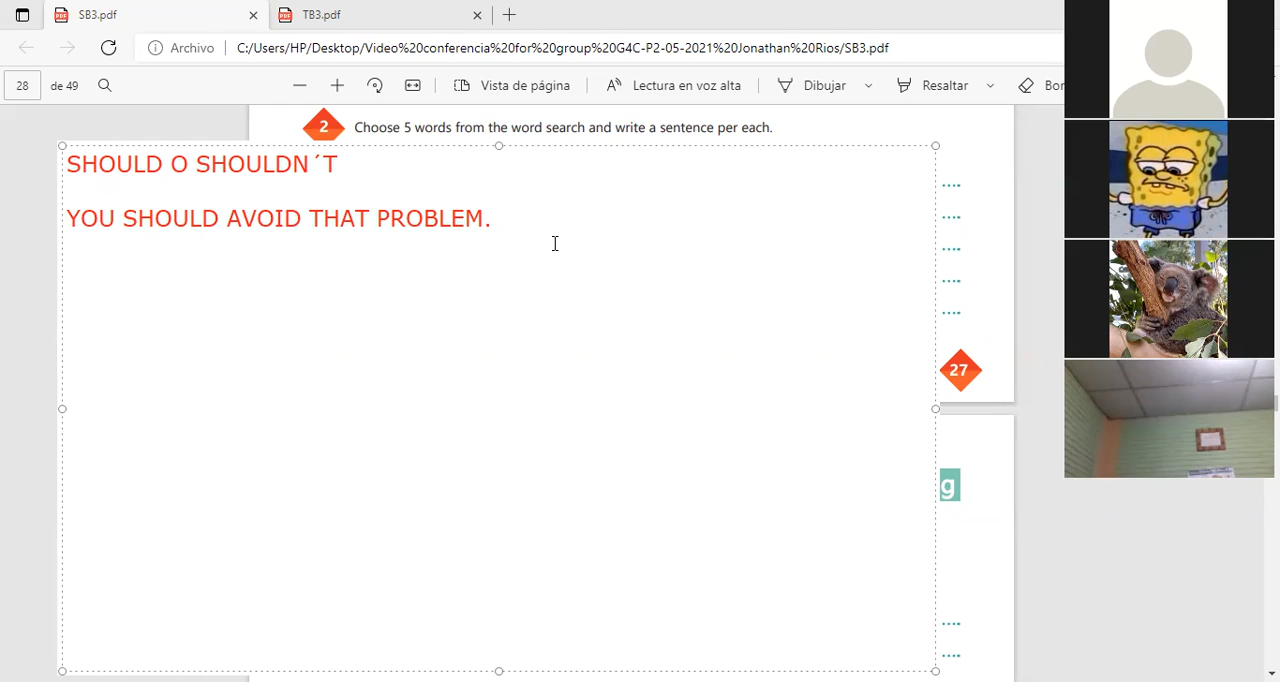 SB3.pdf
TB3.pdf
Archivo
C:/Users/HP/Desktop/Video%20conferencia%20for%20group%20G4C-P2-05-2021%20Jonathan%20Rios/SB3.pdf
28 de 49
Vista de página
Lectura en voz alta
Dibujar
Resaltar
Bor
2 Choose 5 words from the word search and write a sentence per each.
SHOULD O SHOULDN´T
YOU SHOULD AVOID THAT PROBLEM.
27
g